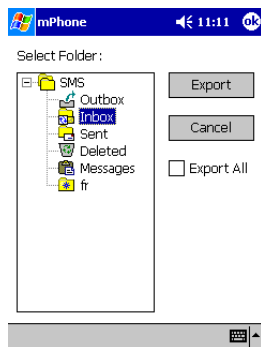 mPhone 11:11 ok
Select Folder:
SMS
Outbox
Inbox
Sent
Deleted
Messages
fr
Export
Cancel
Export All